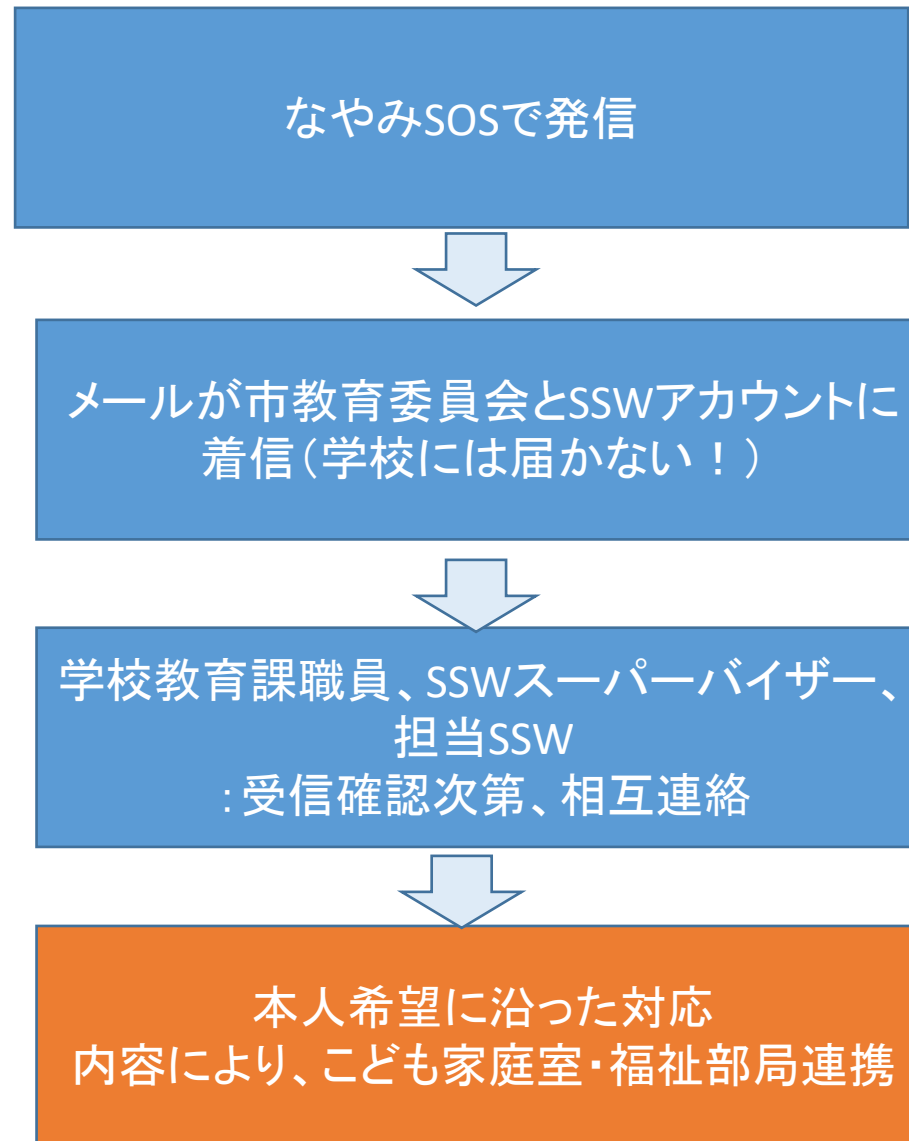 なやみSOSで発信
メールが市教育委員会とSSWアカウントに
着信（学校には届かない！）
学校教育課職員、SSWスーパーバイザー、
担当SSW
：受信確認次第、相互連絡
本人希望に沿った対応
内容により、こども家庭室・福祉部局連携